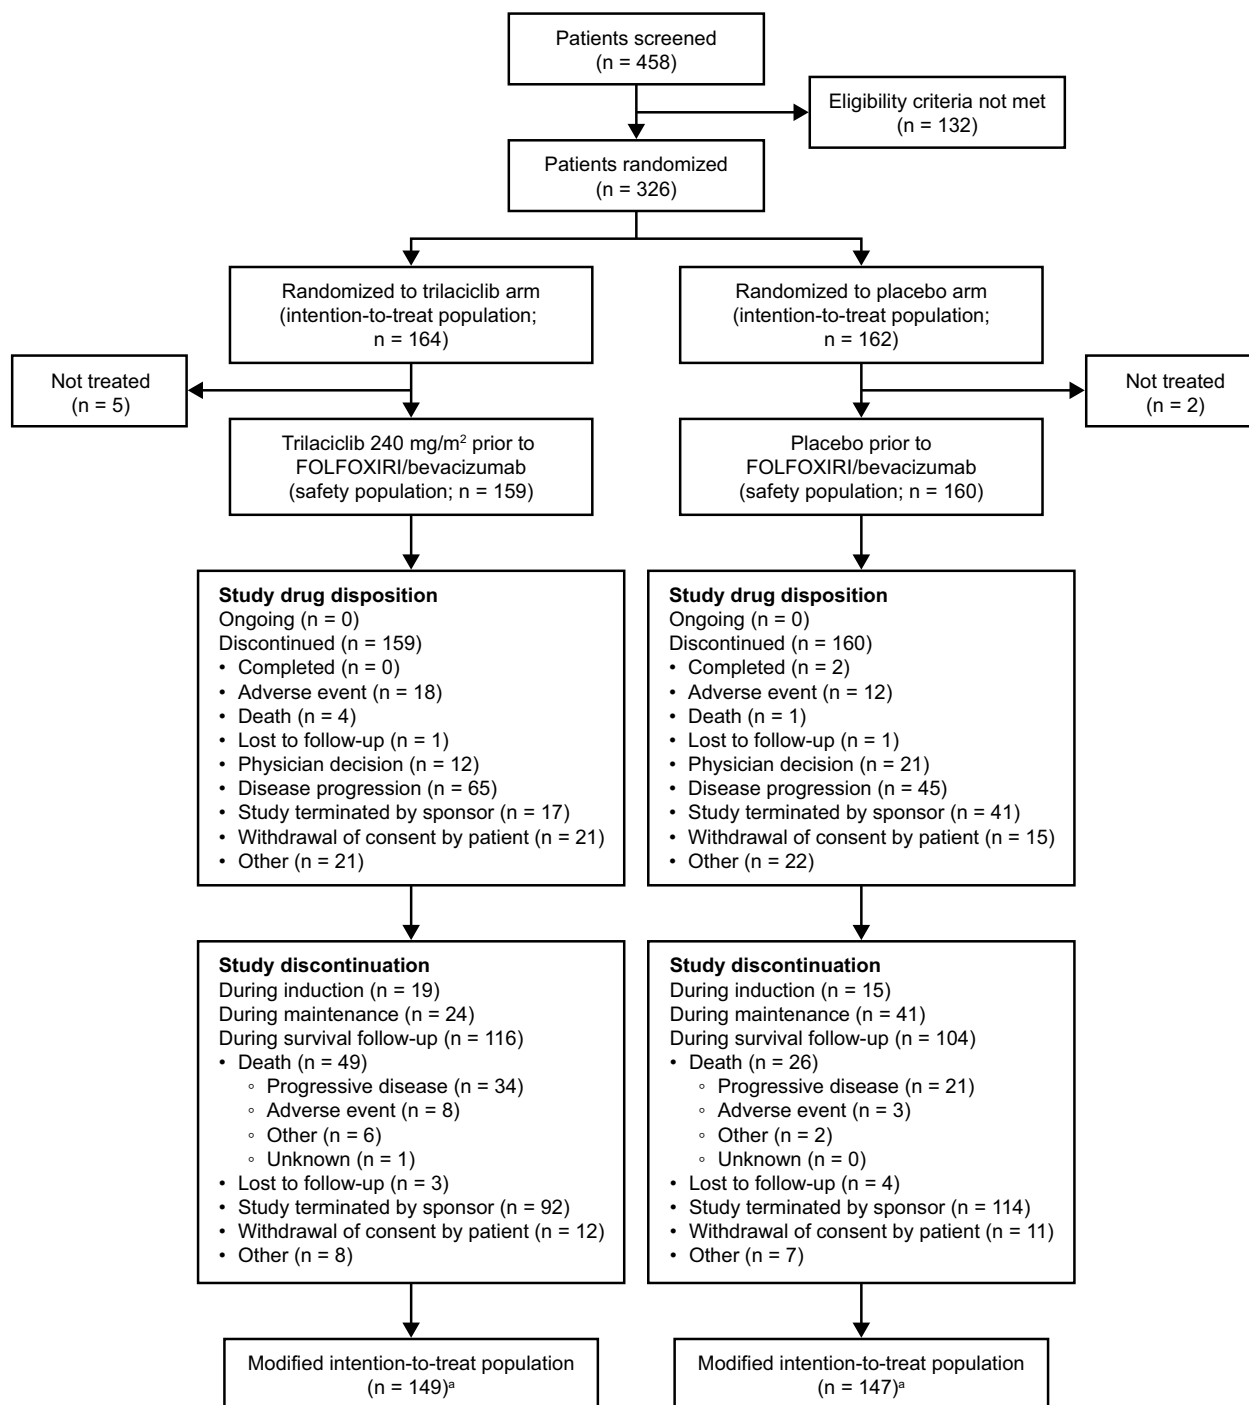 Patients screened
(n = 458)
Eligibility criteria not met
(n = 132)
Patients randomized
(n = 326)
Randomized to trilaciclib arm
(intention-to-treat population;
n = 164)
Randomized to placebo arm
(intention-to-treat population;
n = 162)
Not treated
(n = 5)
Not treated
(n = 2)
Trilaciclib 240 mg/m² prior to
FOLFOXIRI/bevacizumab
(safety population; n = 159)
Placebo prior to
FOLFOXIRI/bevacizumab
(safety population; n = 160)
Study drug disposition
Ongoing (n = 0)
Discontinued (n = 159)
• Completed (n = 0)
• Adverse event (n = 18)
• Death (n = 4)
• Lost to follow-up (n = 1)
• Physician decision (n = 12)
• Disease progression (n = 65)
• Study terminated by sponsor (n = 17)
• Withdrawal of consent by patient (n = 21)
• Other (n = 21)
Study drug disposition
Ongoing (n = 0)
Discontinued (n = 160)
• Completed (n = 2)
• Adverse event (n = 12)
• Death (n = 1)
• Lost to follow-up (n = 1)
• Physician decision (n = 21)
• Disease progression (n = 45)
• Study terminated by sponsor (n = 41)
• Withdrawal of consent by patient (n = 15)
• Other (n = 22)
Study discontinuation
During induction (n = 19)
During maintenance (n = 24)
During survival follow-up (n = 116)
• Death (n = 49)
◦ Progressive disease (n = 34)
◦ Adverse event (n = 8)
◦ Other (n = 6)
◦ Unknown (n = 1)
• Lost to follow-up (n = 3)
• Study terminated by sponsor (n = 92)
• Withdrawal of consent by patient (n = 12)
• Other (n = 8)
Study discontinuation
During induction (n = 15)
During maintenance (n = 41)
During survival follow-up (n = 104)
• Death (n = 26)
◦ Progressive disease (n = 21)
◦ Adverse event (n = 3)
◦ Other (n = 2)
◦ Unknown (n = 0)
• Lost to follow-up (n = 4)
• Study terminated by sponsor (n = 114)
• Withdrawal of consent by patient (n = 11)
• Other (n = 7)
Modified intention-to-treat population
(n = 149)ᵃ
Modified intention-to-treat population
(n = 147)ᵃ